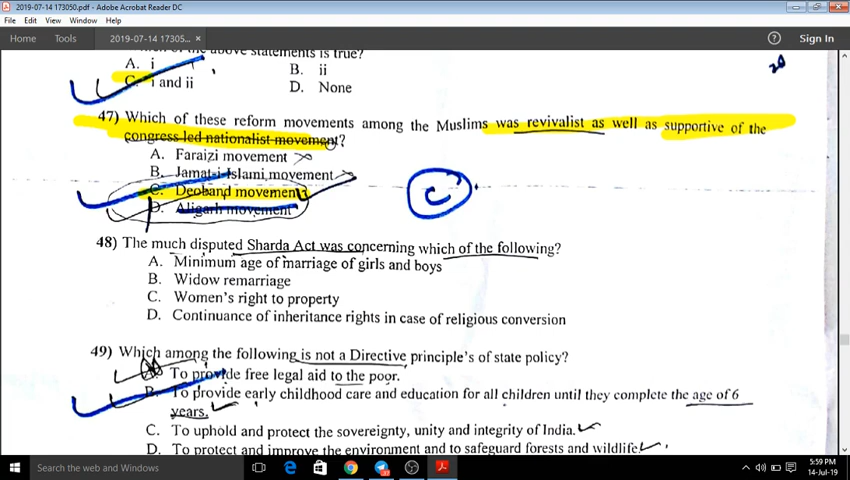 2019-07-14 173050.pdf - Adobe Acrobat Reader DC
File Edit View Window Help
Home Tools 2019-07-14 17305... × Sign In
of the above statements is true?
A. i
B. ii
C. i and ii
D. None
47) Which of these reform movements among the Muslims was revivalist as well as supportive of the
congress led nationalist movement?
A. Faraizi movement
B. Jamat-i-Islami movement
C. Deoband movement
D. Aligarh movement
C
48) The much disputed Sharda Act was concerning which of the following?
A. Minimum age of marriage of girls and boys
B. Widow remarriage
C. Women's right to property
D. Continuance of inheritance rights in case of religious conversion
49) Which among the following is not a Directive principle's of state policy?
A. To provide free legal aid to the poor.
B. To provide early childhood care and education for all children until they complete the age of 6
years.
C. To uphold and protect the sovereignty, unity and integrity of India.
D. To protect and improve the environment and to safeguard forests and wildlife.
Search the web and Windows
5:59 PM
14-Jul-19